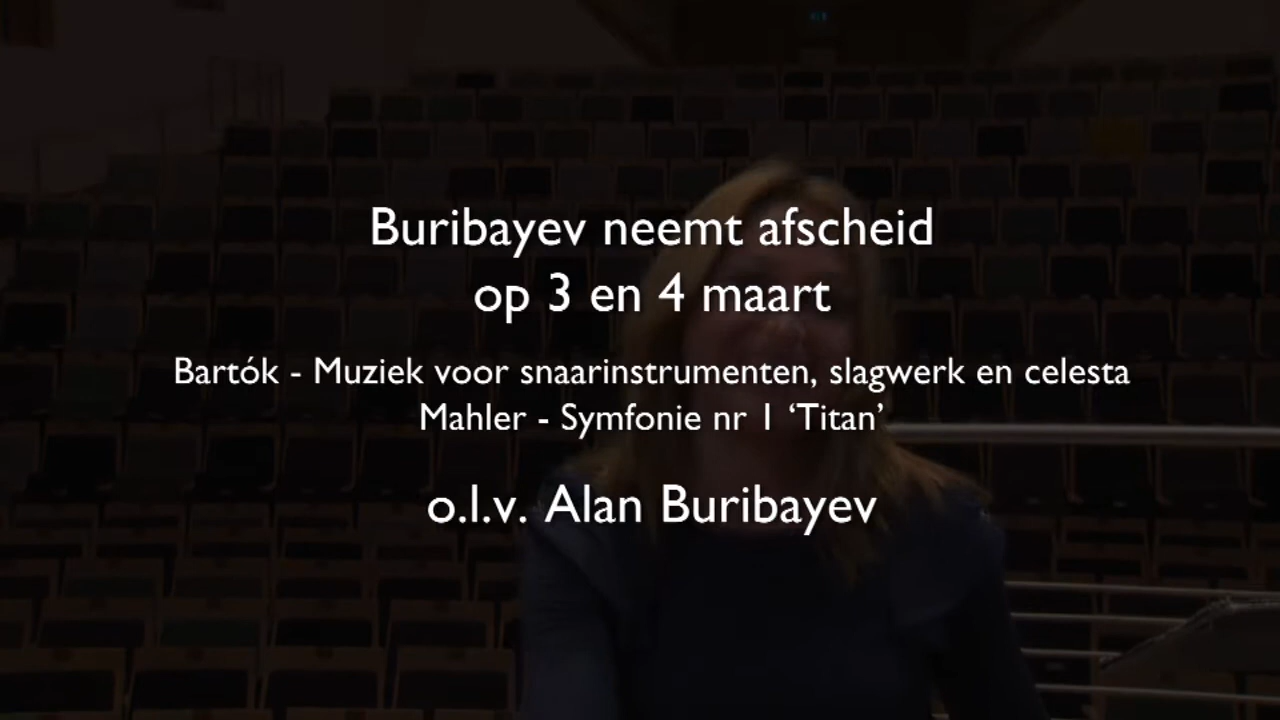 Buribayev neemt afscheid
op 3 en 4 maart
Bartók - Muziek voor snaarinstrumenten, slagwerk en celesta
Mahler - Symfonie nr 1 ‘Titan’
o.l.v. Alan Buribayev